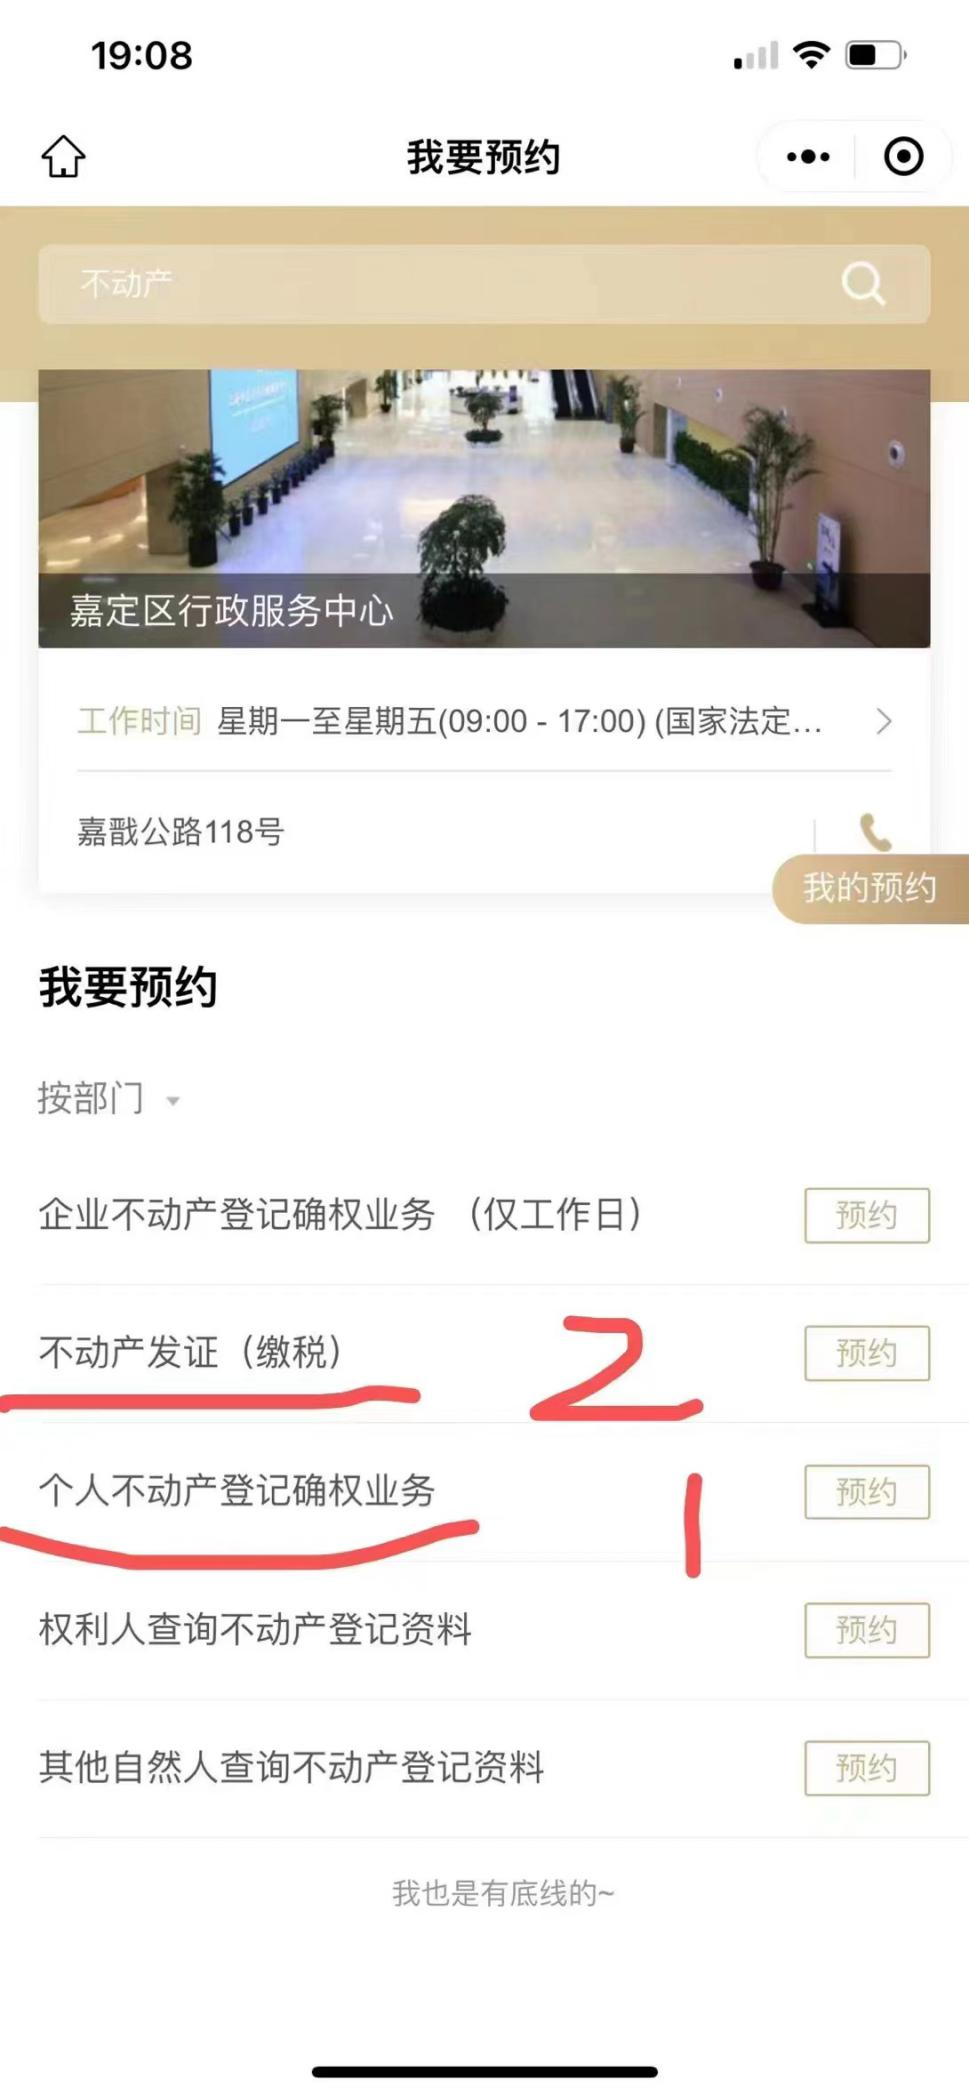 19:08
我要预约
不动产
嘉定区行政服务中心
工作时间 星期一至星期五(09:00 - 17:00) (国家法定...
嘉戬公路118号
我的预约
我要预约
按部门
企业不动产登记确权业务 （仅工作日） 预约
不动产发证（缴税） 2 预约
个人不动产登记确权业务 1 预约
权利人查询不动产登记资料 预约
其他自然人查询不动产登记资料 预约
我也是有底线的~